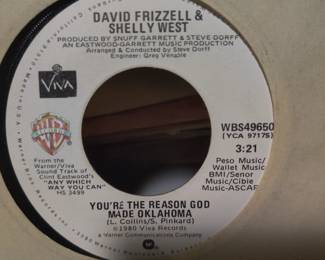 DAVID FRIZZELL &
SHELLY WEST
PRODUCED BY SNUFF GARRETT & STEVE DORFF
AN EASTWOOD-GARRETT MUSIC PRODUCTION
Arranged & Conducted by Steve Dorff
Engineer: Greg Venable
VIVA
WBS49650
(YCA 9717S)
3:21
Peso Music/
Wallet Music
BMI/Senor
Music/Cibie
Music-ASCAP
From the
Warner/Viva
Sound Track of
Clint Eastwood's
"ANY WHICH
WAY YOU CAN"
HS 3499
YOU'RE THE REASON GOD
MADE OKLAHOMA
(L. Collins/S. Pinkard)
℗1980 Viva Records
a Warner Communications Company